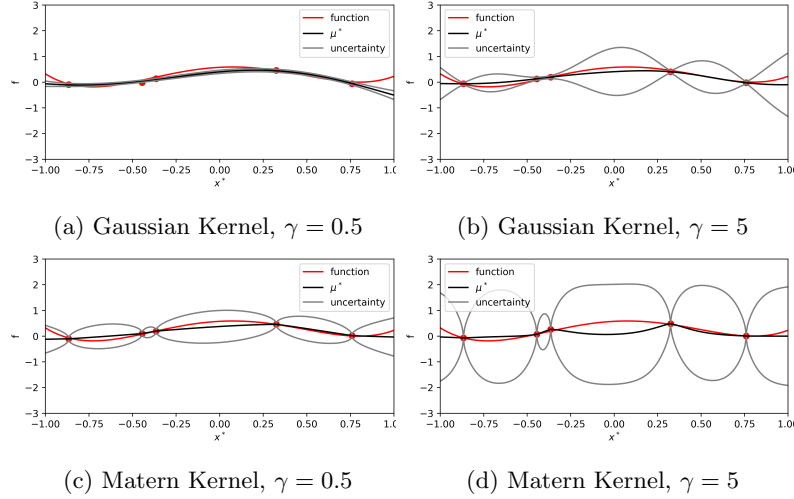 3
2
1
0
−1
−2
−3
f
function
μ*
uncertainty
−1.00 −0.75 −0.50 −0.25 0.00 0.25 0.50 0.75 1.00
x*
(a) Gaussian Kernel, γ = 0.5
3
2
1
0
−1
−2
−3
f
function
μ*
uncertainty
−1.00 −0.75 −0.50 −0.25 0.00 0.25 0.50 0.75 1.00
x*
(b) Gaussian Kernel, γ = 5
3
2
1
0
−1
−2
−3
f
function
μ*
uncertainty
−1.00 −0.75 −0.50 −0.25 0.00 0.25 0.50 0.75 1.00
x*
(c) Matern Kernel, γ = 0.5
3
2
1
0
−1
−2
−3
f
function
μ*
uncertainty
−1.00 −0.75 −0.50 −0.25 0.00 0.25 0.50 0.75 1.00
x*
(d) Matern Kernel, γ = 5